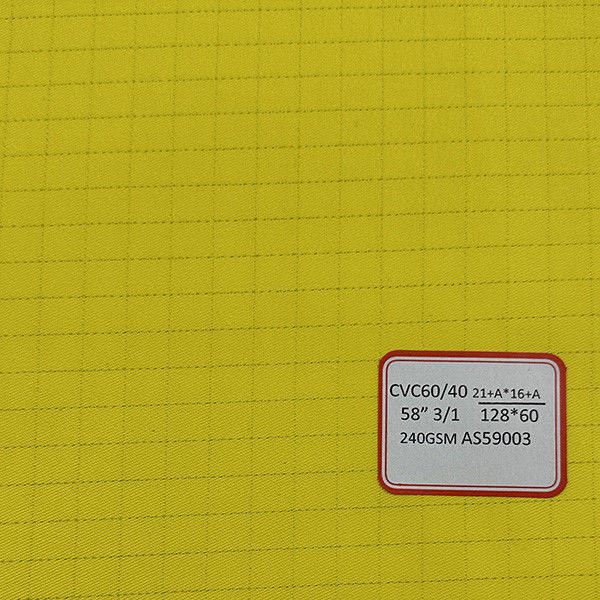 CVC60/40 21+A*16+A
58” 3/1 128*60
240GSM AS59003